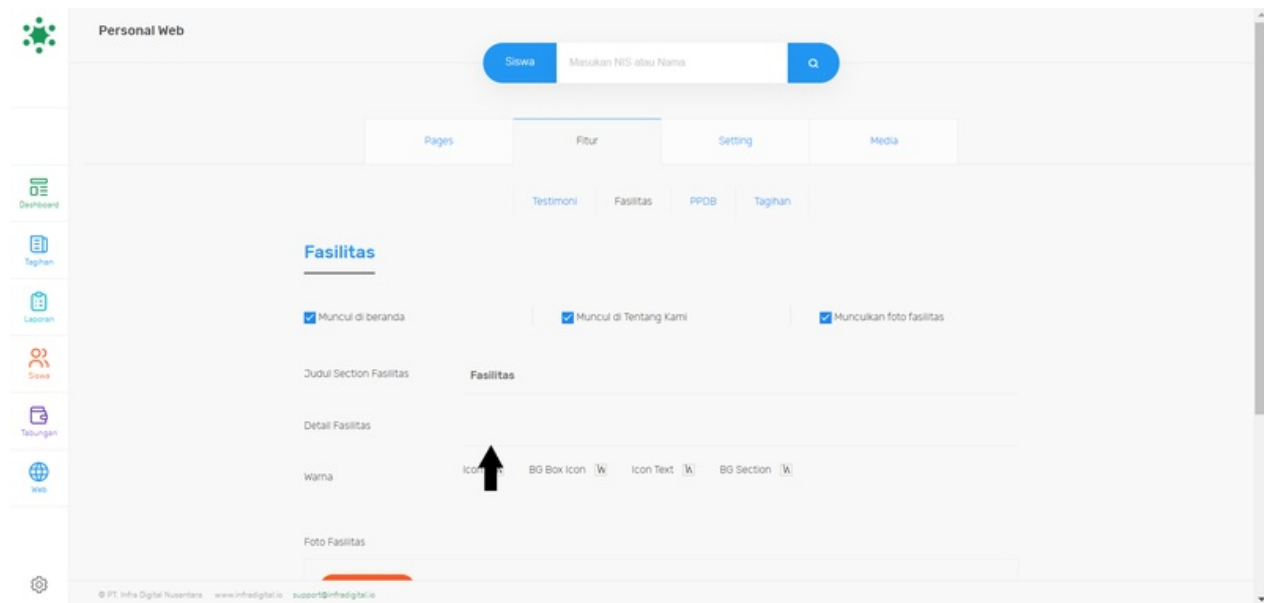 Personal Web
Siswa Masukan NIS atau Nama
Pages Fitur Setting Media
Testimoni Fasilitas PPDB Tagihan
Dashboard
Tagihan
Laporan
Siswa
Tabungan
Web
Fasilitas
Muncul di beranda Muncul di Tentang Kami Munculkan foto fasilitas
Judul Section Fasilitas Fasilitas
Detail Fasilitas
Warna Icon BG Box Icon Icon Text BG Section
Foto Fasilitas
© PT. Infra Digital Nusantara www.infradigital.io support@infradigital.io